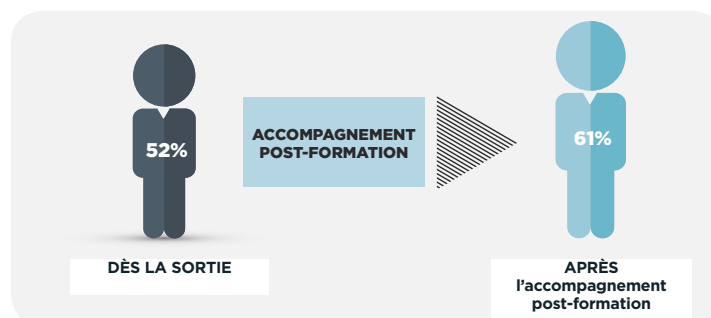 52%
ACCOMPAGNEMENT
POST-FORMATION
61%
DÈS LA SORTIE
APRÈS
l'accompagnement
post-formation